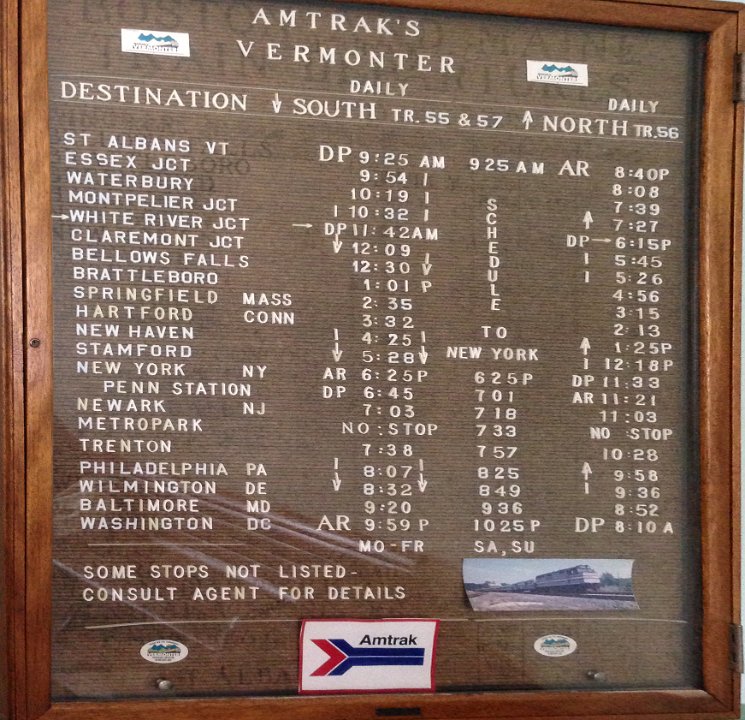 AMTRAK'S
VERMONTER
DAILY DAILY
DESTINATION ↓ SOUTH TR. 55 & 57 ↑ NORTH TR. 56
ST ALBANS VT DP 9:25 AM 925 AM AR 8:40P
ESSEX JCT 9:54 8:08
WATERBURY 10:19 7:39
MONTPELIER JCT 10:32 7:27
→ WHITE RIVER JCT → DP 11:42AM DP → 6:15P
CLAREMONT JCT 12:09 5:45
BELLOWS FALLS 12:30 5:26
BRATTLEBORO 1:01 P 4:56
SPRINGFIELD MASS 2:35 3:15
HARTFORD CONN 3:32 2:13
NEW HAVEN 4:25 1:25P
STAMFORD 5:28 12:18P
SCHEDULE
TO
NEW YORK
NEW YORK NY AR 6:25P 625P DP 11:33
PENN STATION DP 6:45 701 AR 11:21
NEWARK NJ 7:03 718 11:03
METROPARK NO:STOP 733 NO:STOP
TRENTON 7:38 757 10:28
PHILADELPHIA PA 8:07 825 9:58
WILMINGTON DE 8:32 849 9:36
BALTIMORE MD 9:20 936 8:52
WASHINGTON DC AR 9:59 P 1025P DP 8:10A
MO-FR SA,SU
SOME STOPS NOT LISTED-
CONSULT AGENT FOR DETAILS
VERMONTER
VERMONTER
VERMONTER
Amtrak
VERMONTER